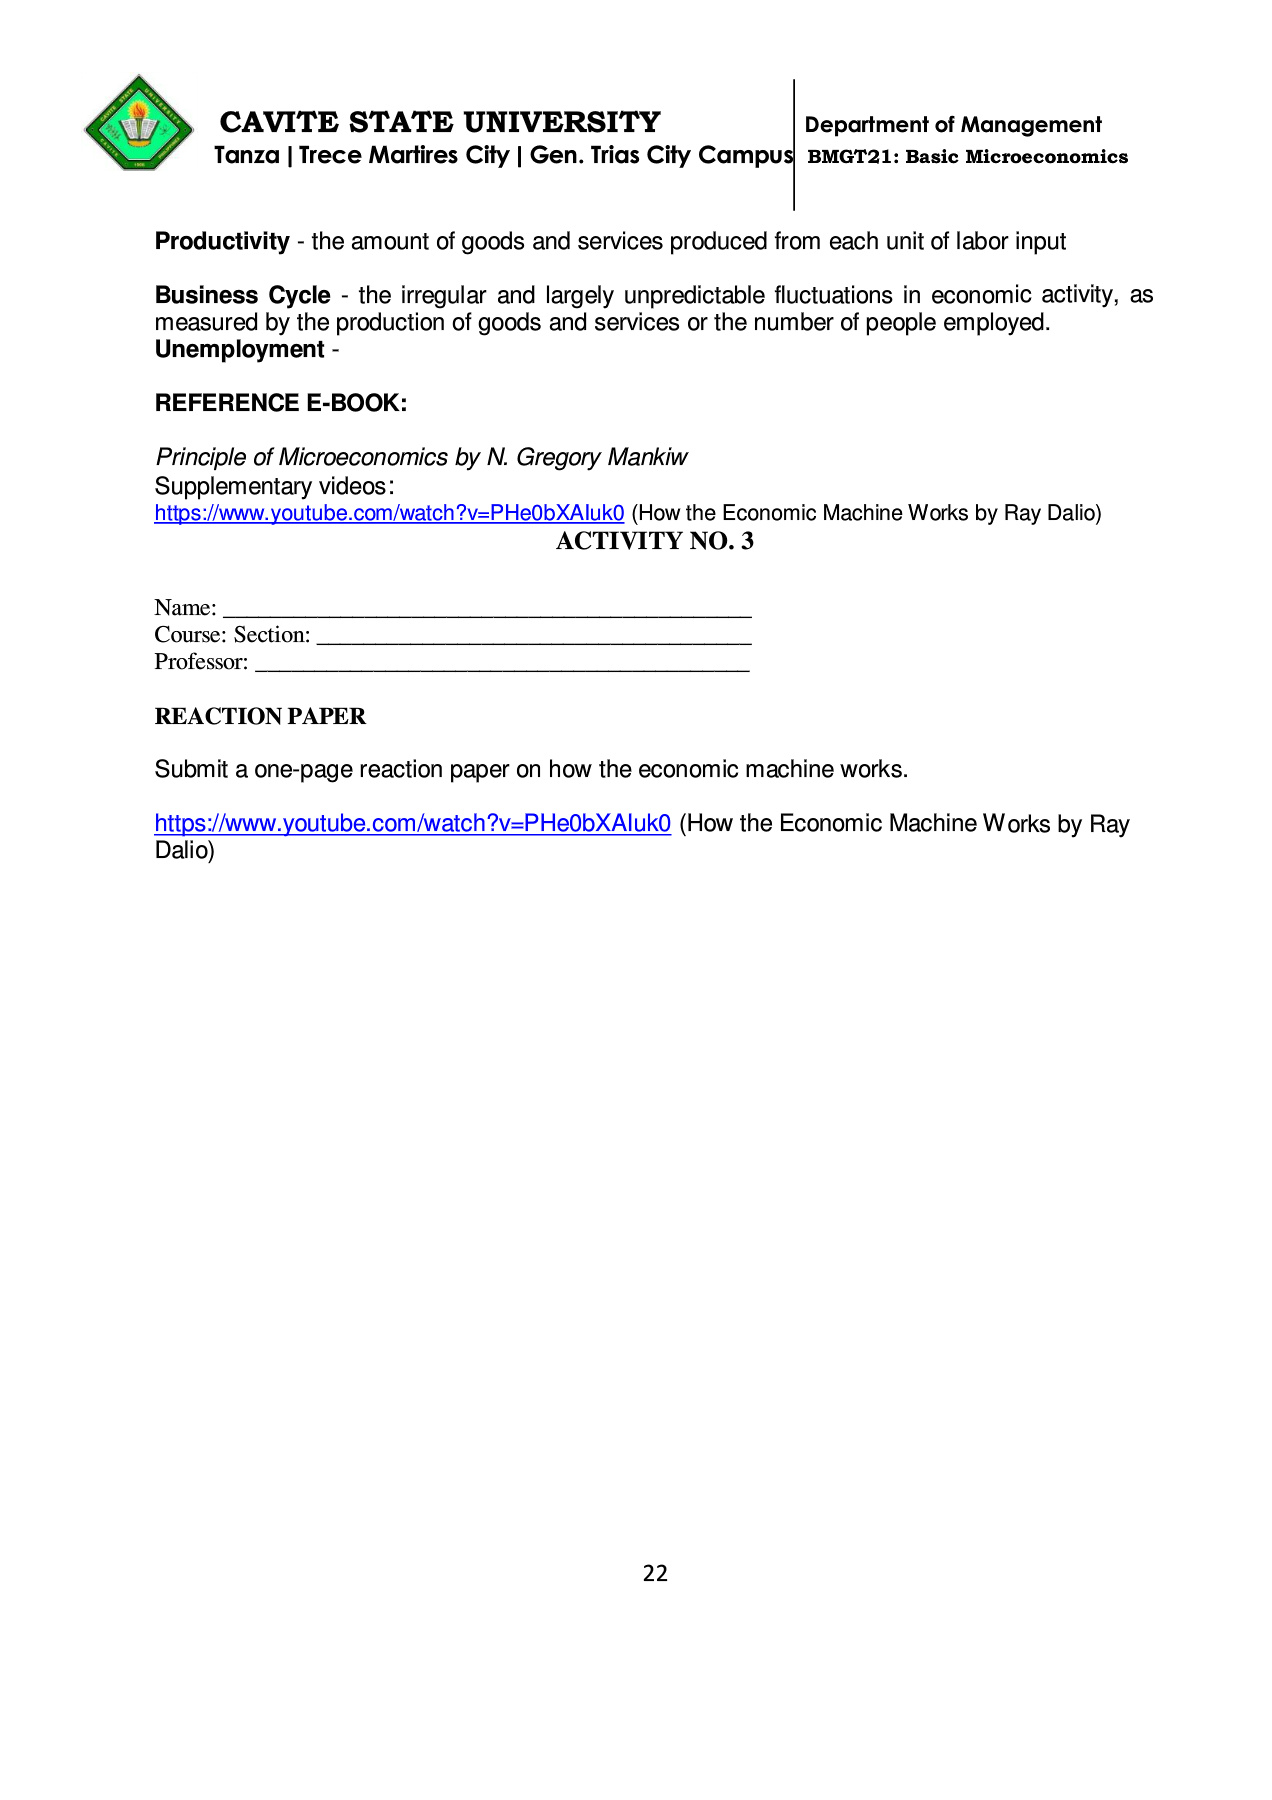 CAVITE STATE UNIVERSITY
Department of Management
Tanza | Trece Martires City | Gen. Trias City Campus
BMGT21: Basic Microeconomics
Productivity - the amount of goods and services produced from each unit of labor input
Business Cycle - the irregular and largely unpredictable fluctuations in economic activity, as
measured by the production of goods and services or the number of people employed.
Unemployment -
REFERENCE E-BOOK:
Principle of Microeconomics by N. Gregory Mankiw
Supplementary videos:
https://www.youtube.com/watch?v=PHe0bXAIuk0 (How the Economic Machine Works by Ray Dalio)
ACTIVITY NO. 3
Name: ____________________________________________
Course: Section: ____________________________________
Professor: _________________________________________
REACTION PAPER
Submit a one-page reaction paper on how the economic machine works.
https://www.youtube.com/watch?v=PHe0bXAIuk0 (How the Economic Machine Works by Ray
Dalio)
22